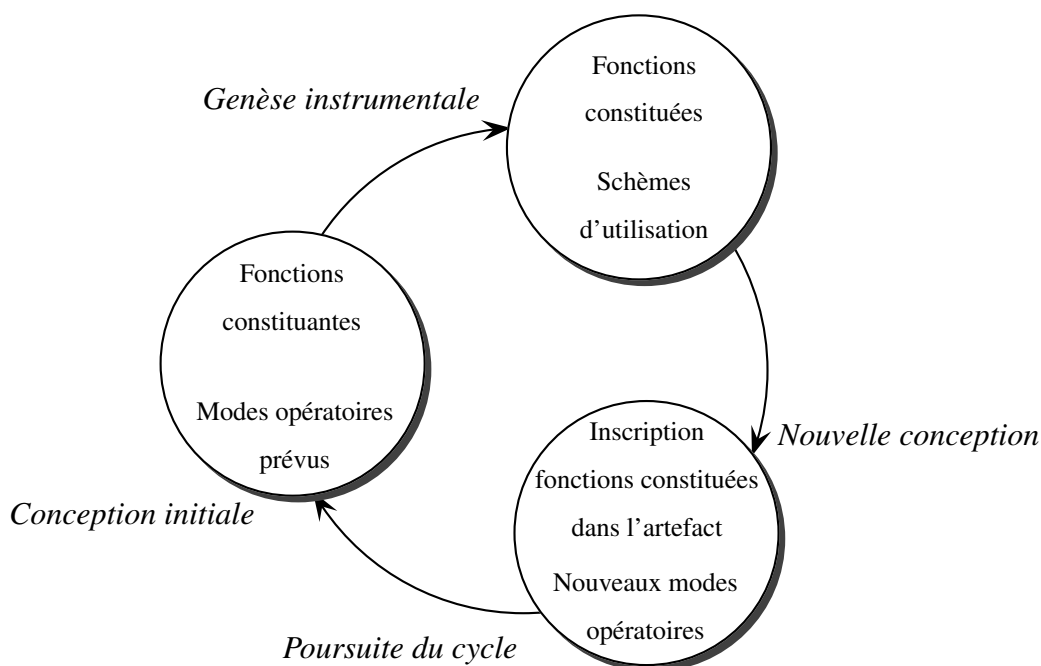 Genèse instrumentale
Fonctions
constituées
Schèmes
d’utilisation
Fonctions
constituantes
Modes opératoires
prévus
Conception initiale
Nouvelle conception
Inscription
fonctions constituées
dans l’artefact
Nouveaux modes
opératoires
Poursuite du cycle